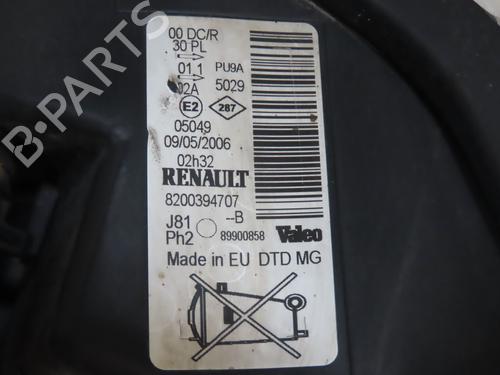 00 DC/R
30 PL
01,1 PU9A
02A 5029
E2 287
05049
09/05/2006
02h32
RENAULT
8200394707
J81 --B
Ph2 89900858 Valeo
Made in EU DTD MG
B-PARTS